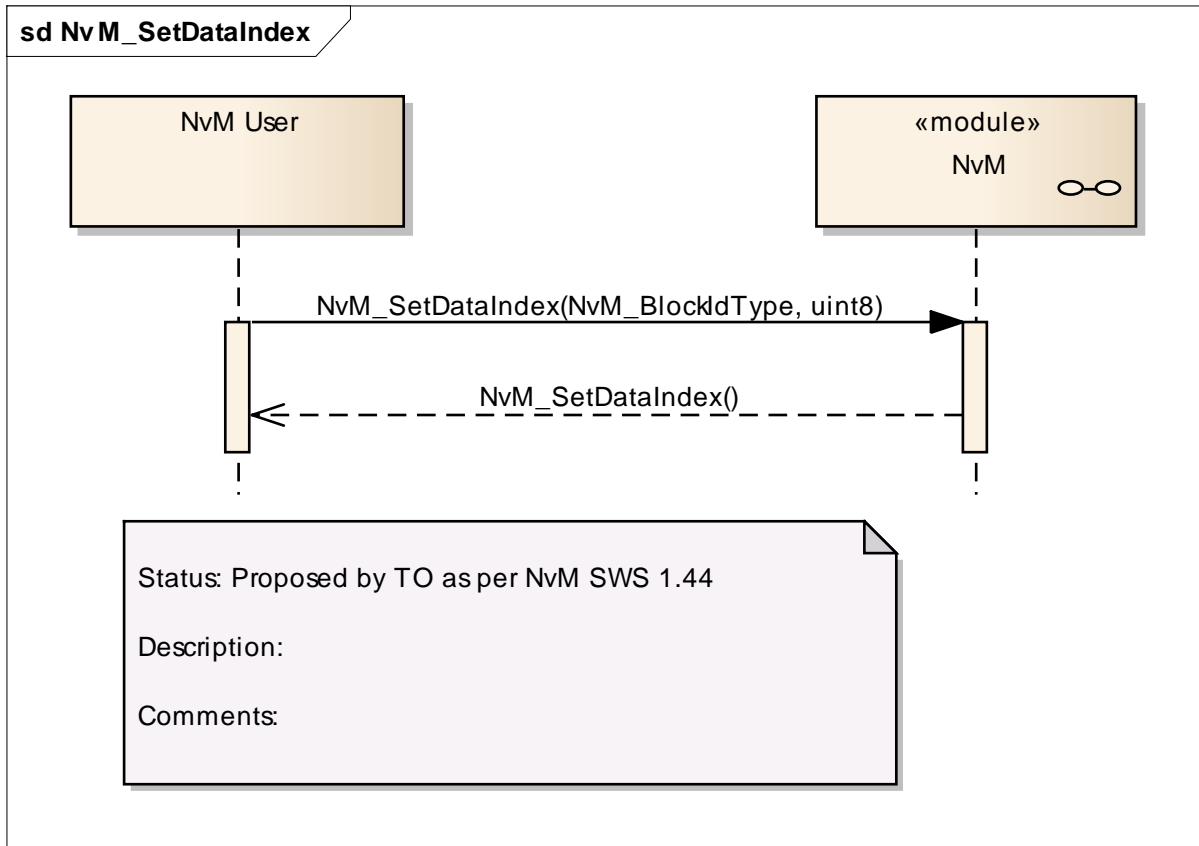 sd NvM_SetDataIndex
NvM User
«module»
NvM
NvM_SetDataIndex(NvM_BlockIdType, uint8)
NvM_SetDataIndex()
Status: Proposed by TO as per NvM SWS 1.44
Description:
Comments: